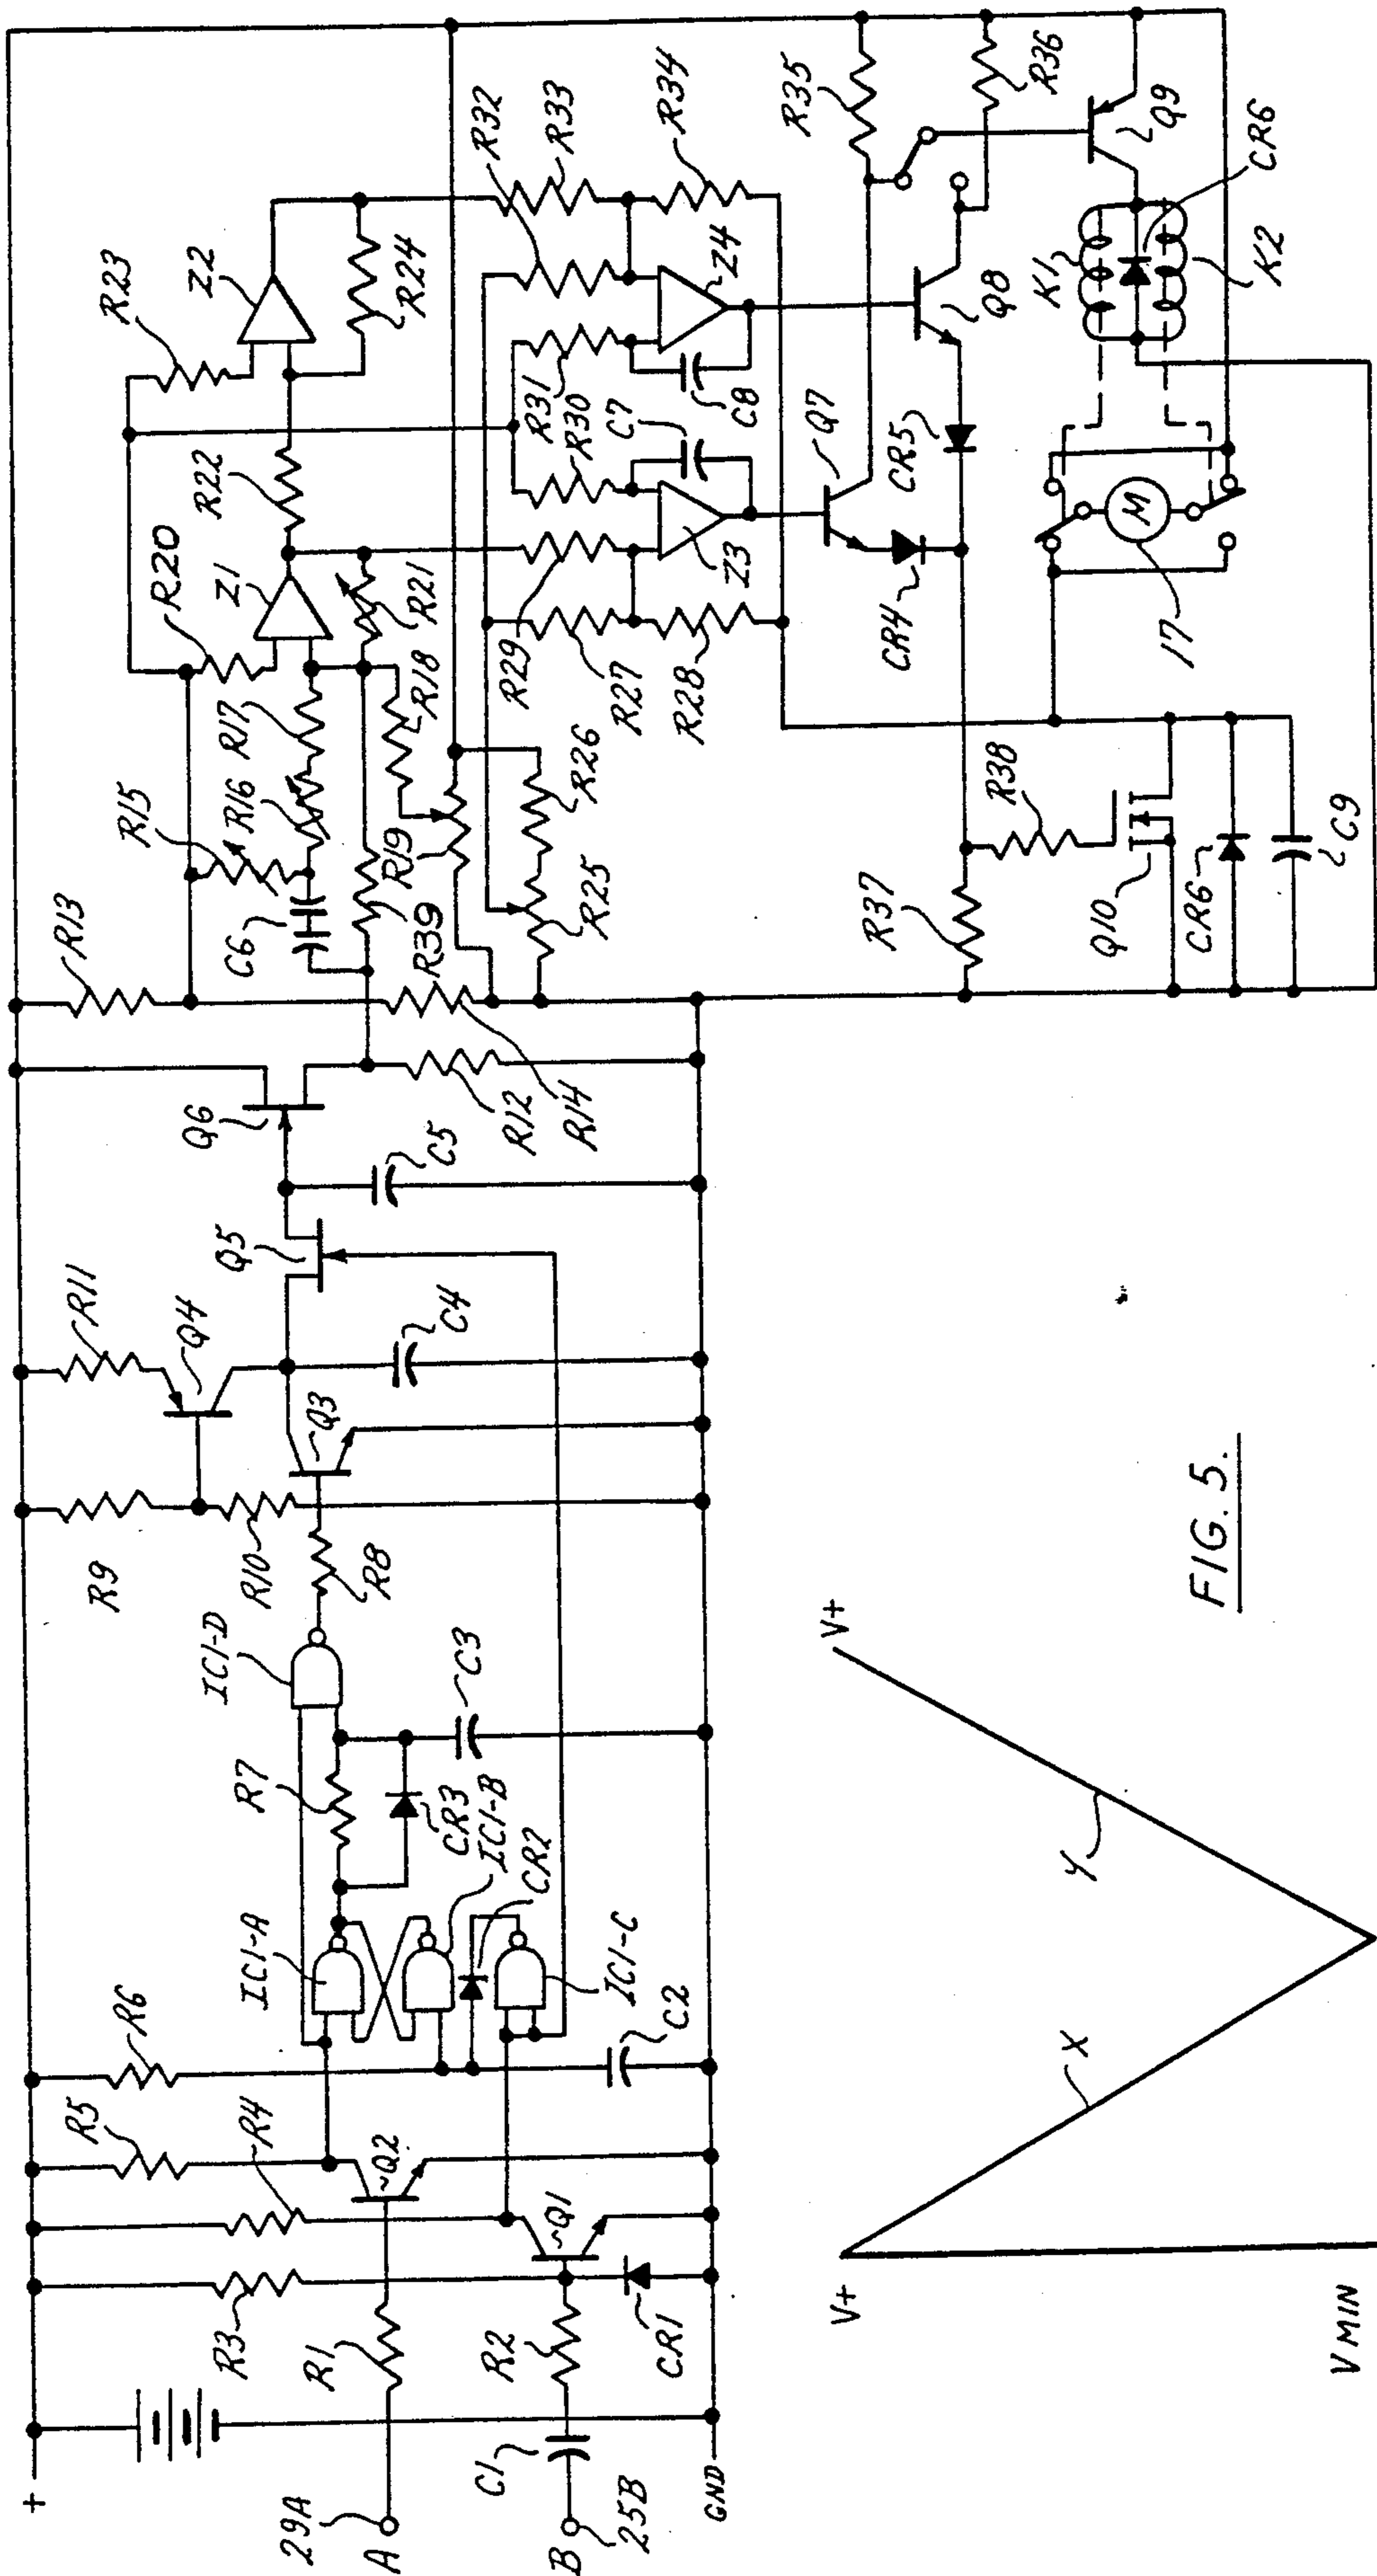 +
29A
A
B
25B
GND
C1
R1
R2
R3
CR1
Q1
R4
R5
Q2
R6
C2
IC1-A
IC1-B
IC1-C
CR2
CR3
R7
C3
IC1-D
R8
R9
R10
Q3
Q4
R11
C4
Q5
C5
Q6
R12
R14
R13
C6
R39
R15
R16
R17
R19
R18
R25
R26
R20
Z1
R21
R22
R23
Z2
R24
R29
R27
R28
R30
R31
R32
R33
R34
Z3
C7
Z4
C8
Q7
Q8
CR4
CR5
R35
R36
Q9
CR6
K1
K2
M
17
R37
R38
Q10
CR6
C9
V+
V MIN
X
Y
V+
FIG. 5.